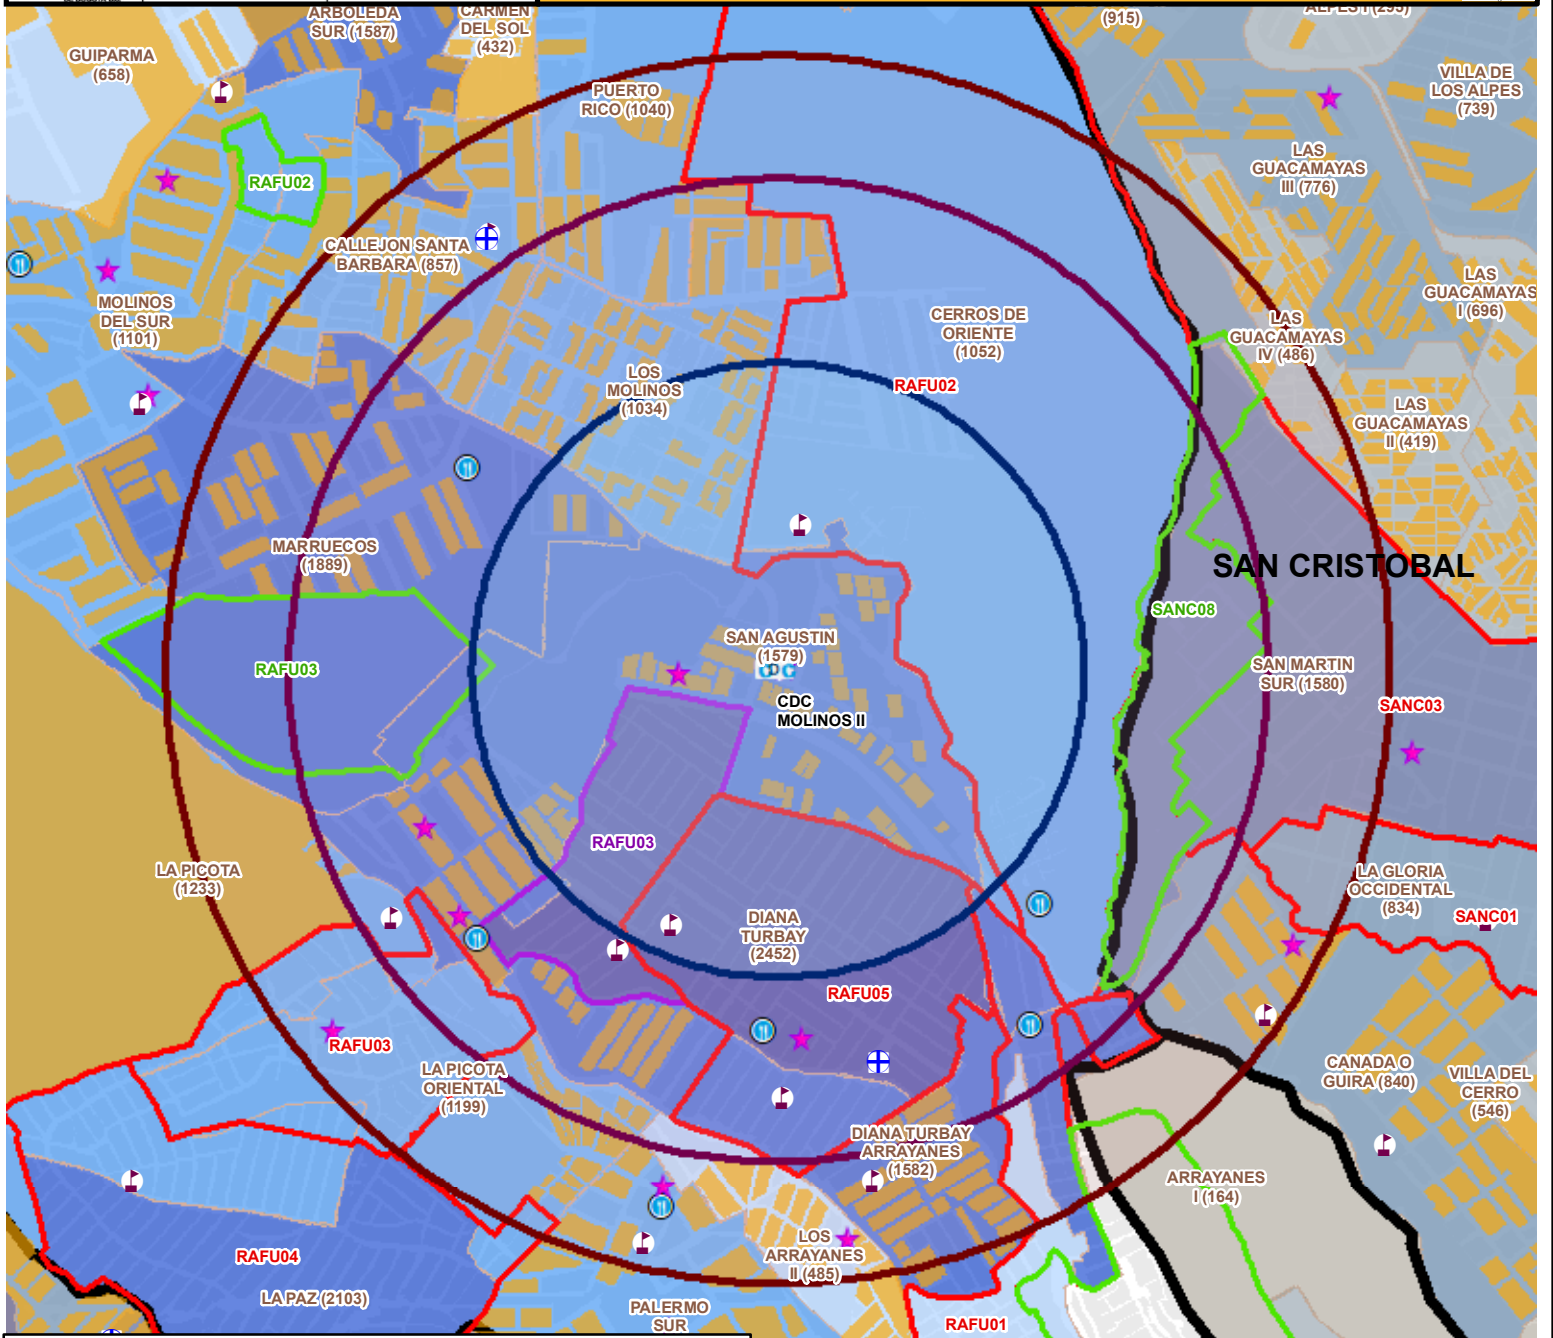 ARBOLEDA
SUR (1587)
CARMEN
DEL SOL
(432)
(915)
ALPES I (295)
GUIPARMA
(658)
PUERTO
RICO (1040)
VILLA DE
LOS ALPES
(739)
LAS
GUACAMAYAS
III (776)
RAFU02
CALLEJON SANTA
BARBARA (857)
MOLINOS
DEL SUR
(1101)
LAS
GUACAMAYAS
I (696)
CERROS DE
ORIENTE
(1052)
LAS
GUACAMAYAS
IV (486)
LOS
MOLINOS
(1034)
RAFU02
LAS
GUACAMAYAS
II (419)
MARRUECOS
(1889)
SAN CRISTOBAL
SANC08
SAN AGUSTIN
(1579)
CDC
CDC
MOLINOS II
RAFU03
SAN MARTIN
SUR (1580)
SANC03
RAFU03
LA PICOTA
(1233)
LA GLORIA
OCCIDENTAL
(834)
SANC01
DIANA
TURBAY
(2452)
RAFU05
RAFU03
LA PICOTA
ORIENTAL
(1199)
CANADA O
GUIRA (840)
VILLA DEL
CERRO
(546)
DIANA TURBAY
ARRAYANES
(1582)
ARRAYANES
I (164)
RAFU04
LOS
ARRAYANES
II (485)
LA PAZ (2103)
PALERMO
SUR
RAFU01